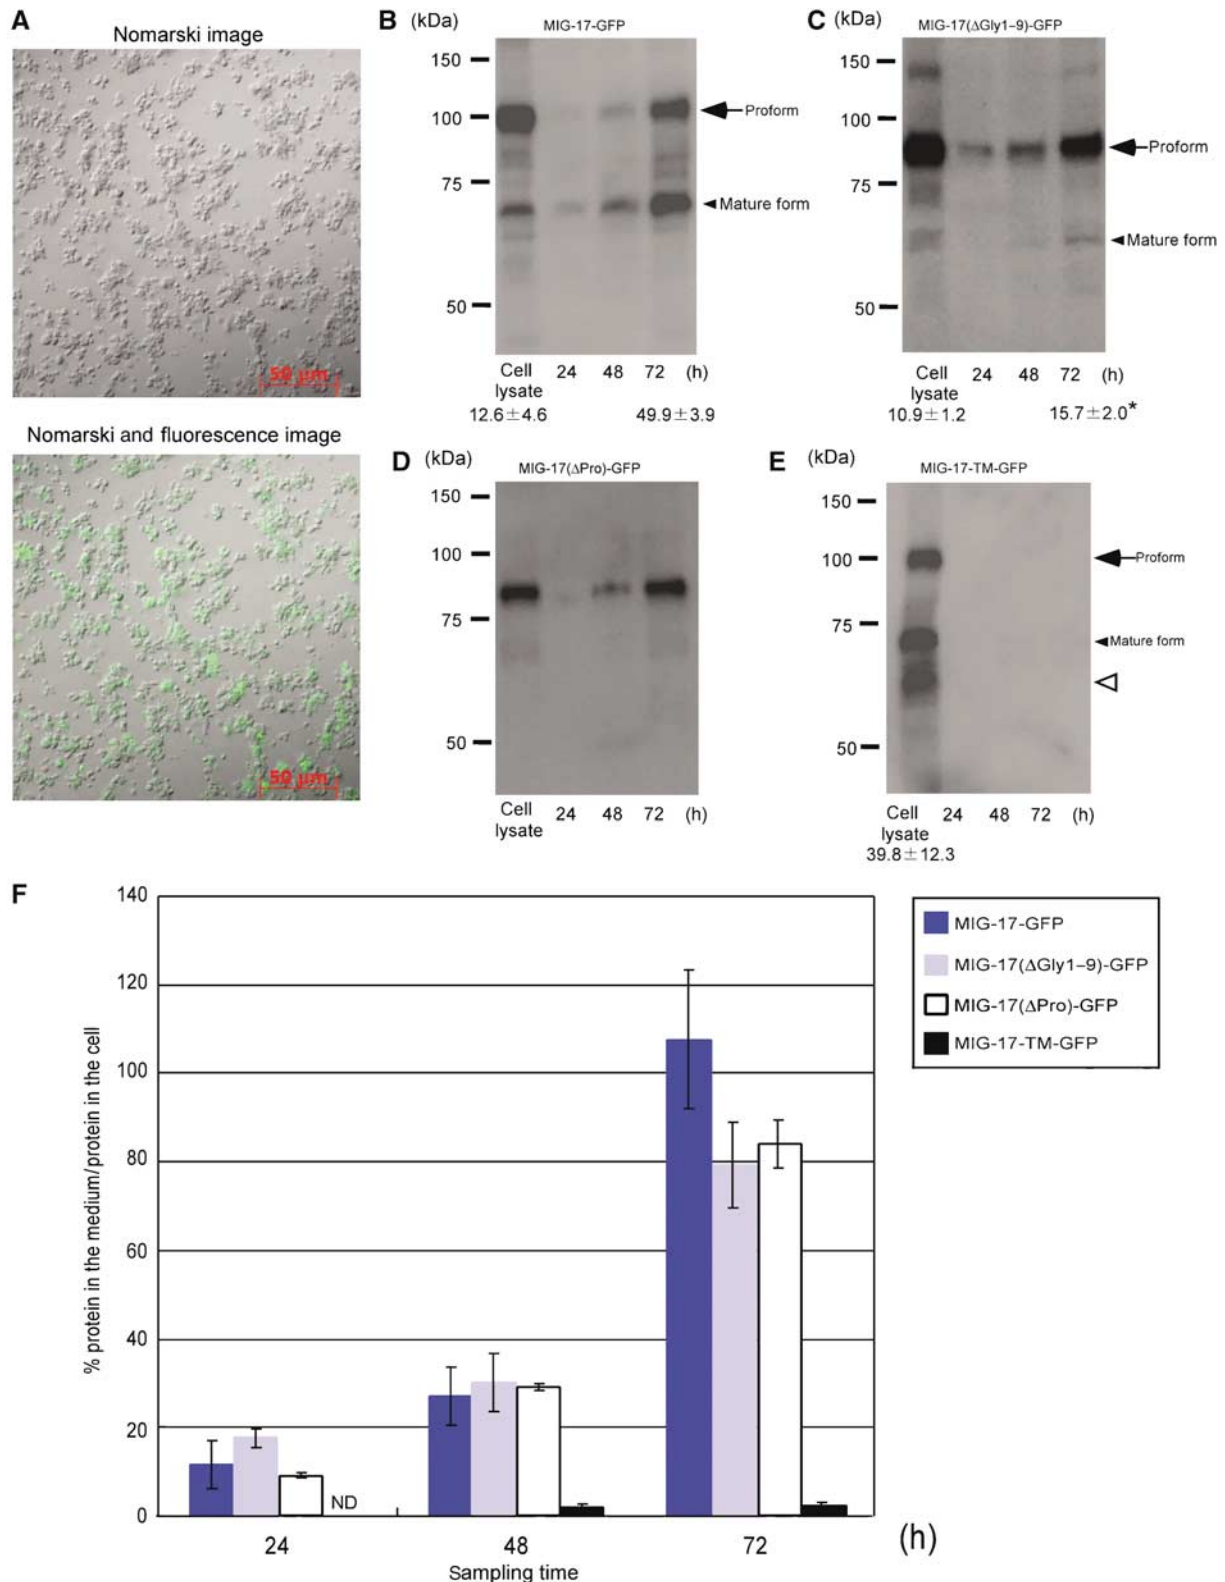 A
Nomarski image
50 µm
Nomarski and fluorescence image
50 µm
B (kDa)
MIG-17-GFP
150
100
75
50
Proform
Mature form
Cell lysate 24 48 72 (h)
12.6±4.6 49.9±3.9
C (kDa)
MIG-17(ΔGly1–9)-GFP
150
100
75
50
Proform
Mature form
Cell lysate 24 48 72 (h)
10.9±1.2 15.7±2.0*
D (kDa)
MIG-17(ΔPro)-GFP
150
100
75
50
Cell lysate 24 48 72 (h)
E (kDa)
MIG-17-TM-GFP
150
100
75
50
Proform
Mature form
Cell lysate 24 48 72 (h)
39.8±12.3
F
% protein in the medium/protein in the cell
140
120
100
80
60
40
20
0
ND
24 48 72 (h)
Sampling time
MIG-17-GFP
MIG-17(ΔGly1–9)-GFP
MIG-17(ΔPro)-GFP
MIG-17-TM-GFP